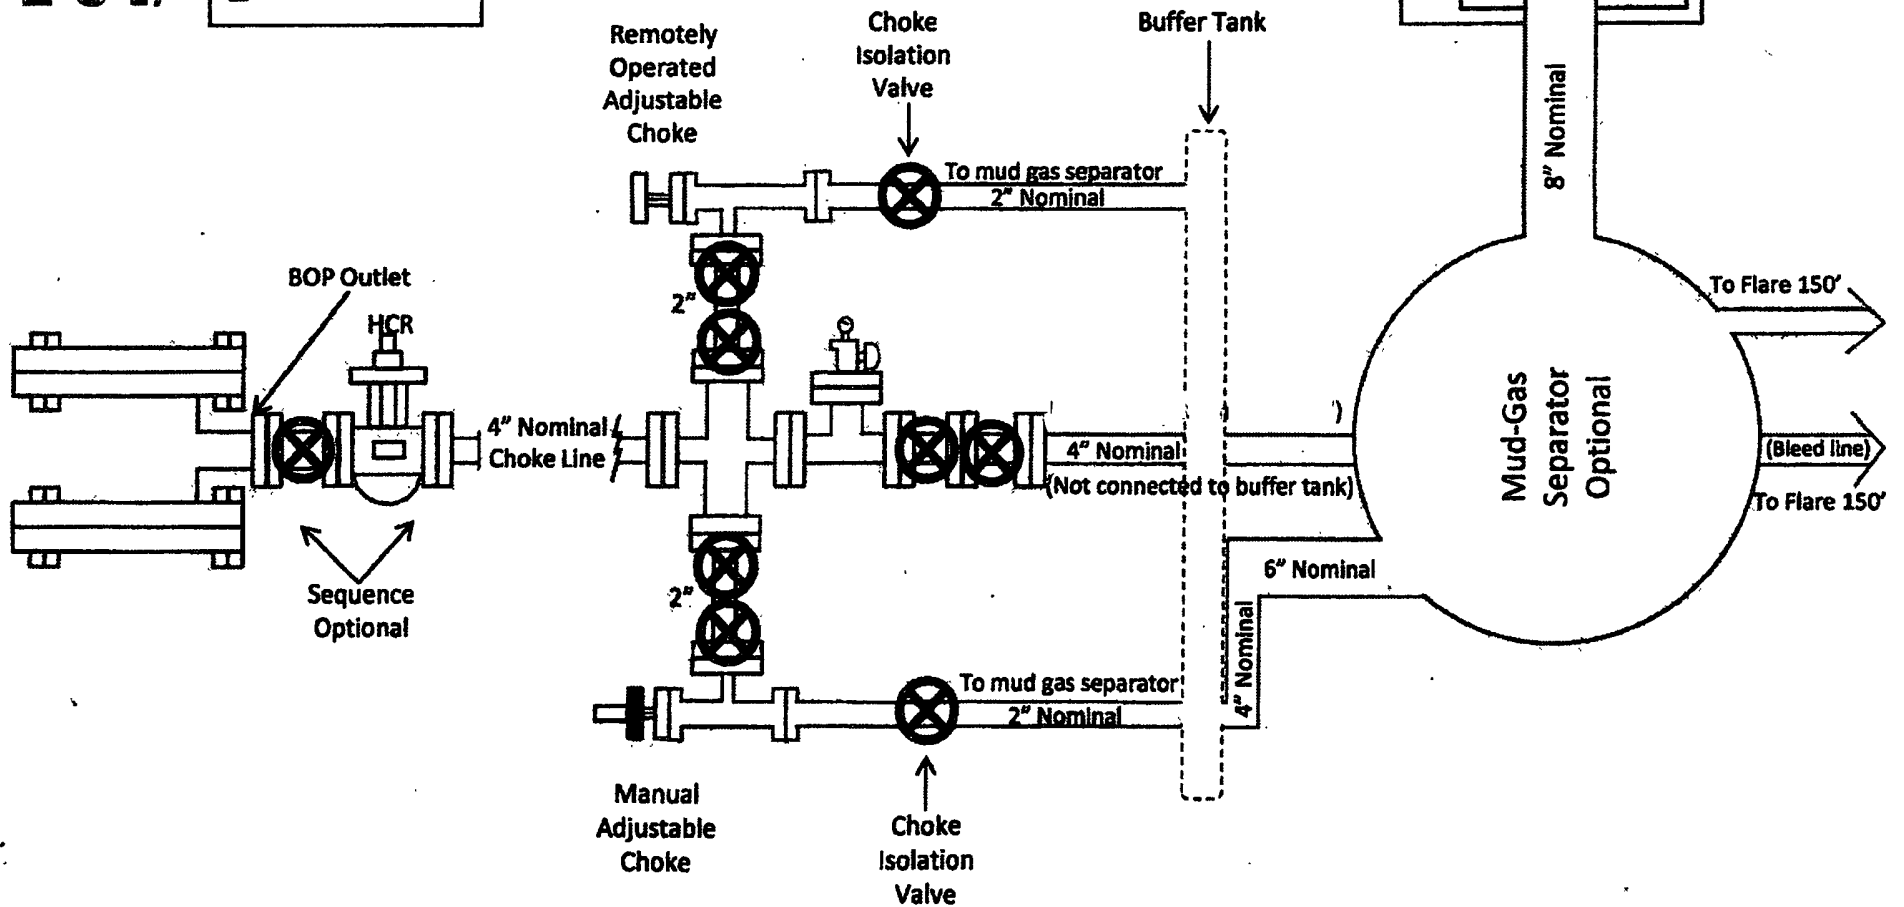 Remotely
Operated
Adjustable
Choke
Choke
Isolation
Valve
Buffer Tank
8" Nominal
To mud gas separator
2" Nominal
BOP Outlet
HCR
2"
To Flare 150'
4" Nominal
Choke Line
4" Nominal
(Not connected to buffer tank)
Mud-Gas
Separator
Optional
(Bleed line)
To Flare 150'
Sequence
Optional
2"
6" Nominal
4" Nominal
To mud gas separator
2" Nominal
Manual
Adjustable
Choke
Choke
Isolation
Valve